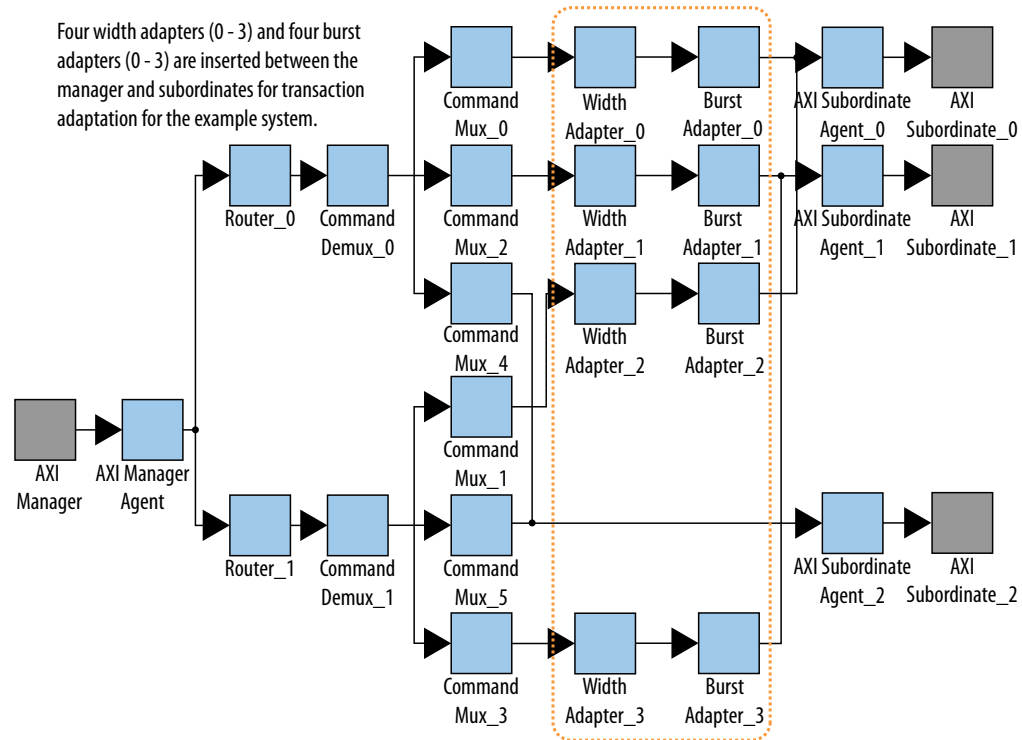 Four width adapters (0 - 3) and four burst
adapters (0 - 3) are inserted between the
manager and subordinates for transaction
adaptation for the example system.
Command
Mux_0
Width
Adapter_0
Burst
Adapter_0
AXI Subordinate
Agent_0
AXI
Subordinate_0
Router_0
Command
Demux_0
Command
Mux_2
Width
Adapter_1
Burst
Adapter_1
AXI Subordinate
Agent_1
AXI
Subordinate_1
Command
Mux_4
Width
Adapter_2
Burst
Adapter_2
AXI
Manager
AXI Manager
Agent
Command
Mux_1
Router_1
Command
Demux_1
Command
Mux_5
AXI Subordinate
Agent_2
AXI
Subordinate_2
Command
Mux_3
Width
Adapter_3
Burst
Adapter_3